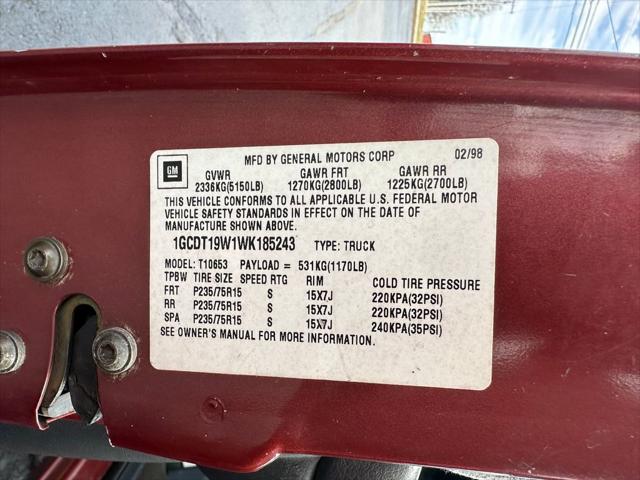 MFD BY GENERAL MOTORS CORP 02/98
GM
GVWR GAWR FRT GAWR RR
2336KG(5150LB) 1270KG(2800LB) 1225KG(2700LB)
THIS VEHICLE CONFORMS TO ALL APPLICABLE U.S. FEDERAL MOTOR
VEHICLE SAFETY STANDARDS IN EFFECT ON THE DATE OF
MANUFACTURE SHOWN ABOVE.
1GCDT19W1WK185243 TYPE: TRUCK
MODEL: T10653 PAYLOAD = 531KG(1170LB)
TPBW TIRE SIZE SPEED RTG RIM COLD TIRE PRESSURE
FRT P235/75R15 S 15X7J 220KPA(32PSI)
RR P235/75R15 S 15X7J 220KPA(32PSI)
SPA P235/75R15 S 15X7J 240KPA(35PSI)
SEE OWNER'S MANUAL FOR MORE INFORMATION.